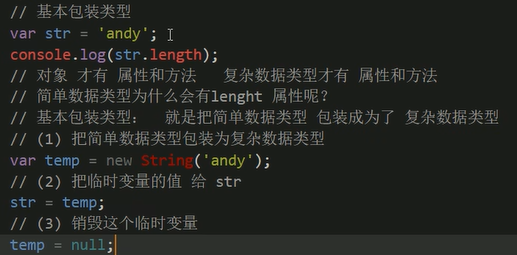 // 基本包装类型
var str = 'andy';
console.log(str.length);
// 对象 才有 属性和方法   复杂数据类型才有 属性和方法
// 简单数据类型为什么会有lenght 属性呢?
// 基本包装类型:   就是把简单数据类型 包装成为了 复杂数据类型
// (1) 把简单数据类型包装为复杂数据类型
var temp = new String('andy');
// (2) 把临时变量的值 给 str
str = temp;
// (3) 销毁这个临时变量
temp = null;